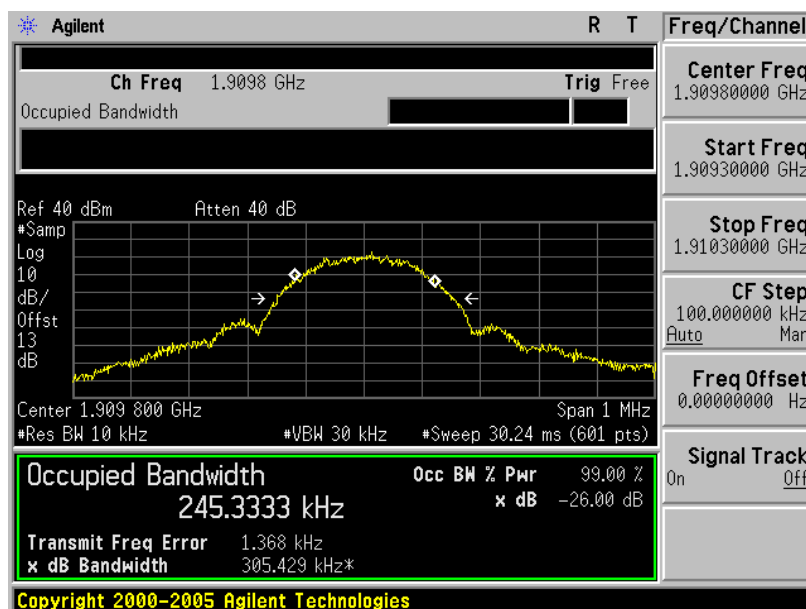 Agilent R T
Ch Freq 1.9098 GHz Trig Free
Occupied Bandwidth
Ref 40 dBm Atten 40 dB
#Samp
Log
10
dB/
Offst
13
dB
Center 1.909 800 GHz Span 1 MHz
#Res BW 10 kHz #VBW 30 kHz #Sweep 30.24 ms (601 pts)
Occupied Bandwidth
245.3333 kHz
Occ BW % Pwr 99.00 %
x dB -26.00 dB
Transmit Freq Error 1.368 kHz
x dB Bandwidth 305.429 kHz*
Copyright 2000-2005 Agilent Technologies
Freq/Channel
Center Freq
1.90980000 GHz
Start Freq
1.90930000 GHz
Stop Freq
1.91030000 GHz
CF Step
100.000000 kHz
Auto Man
Freq Offset
0.00000000 Hz
Signal Track
On Off